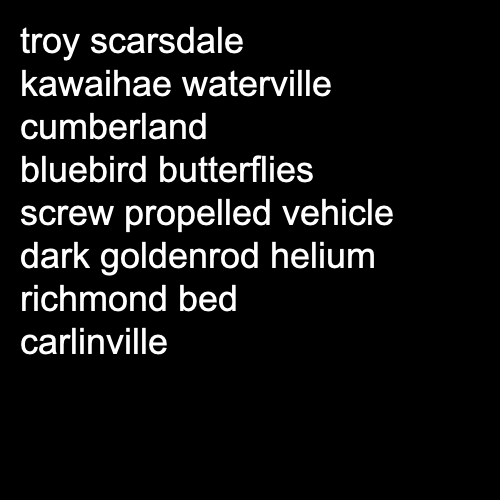 troy scarsdale
kawaihae waterville
cumberland
bluebird butterflies
screw propelled vehicle
dark goldenrod helium
richmond bed
carlinville